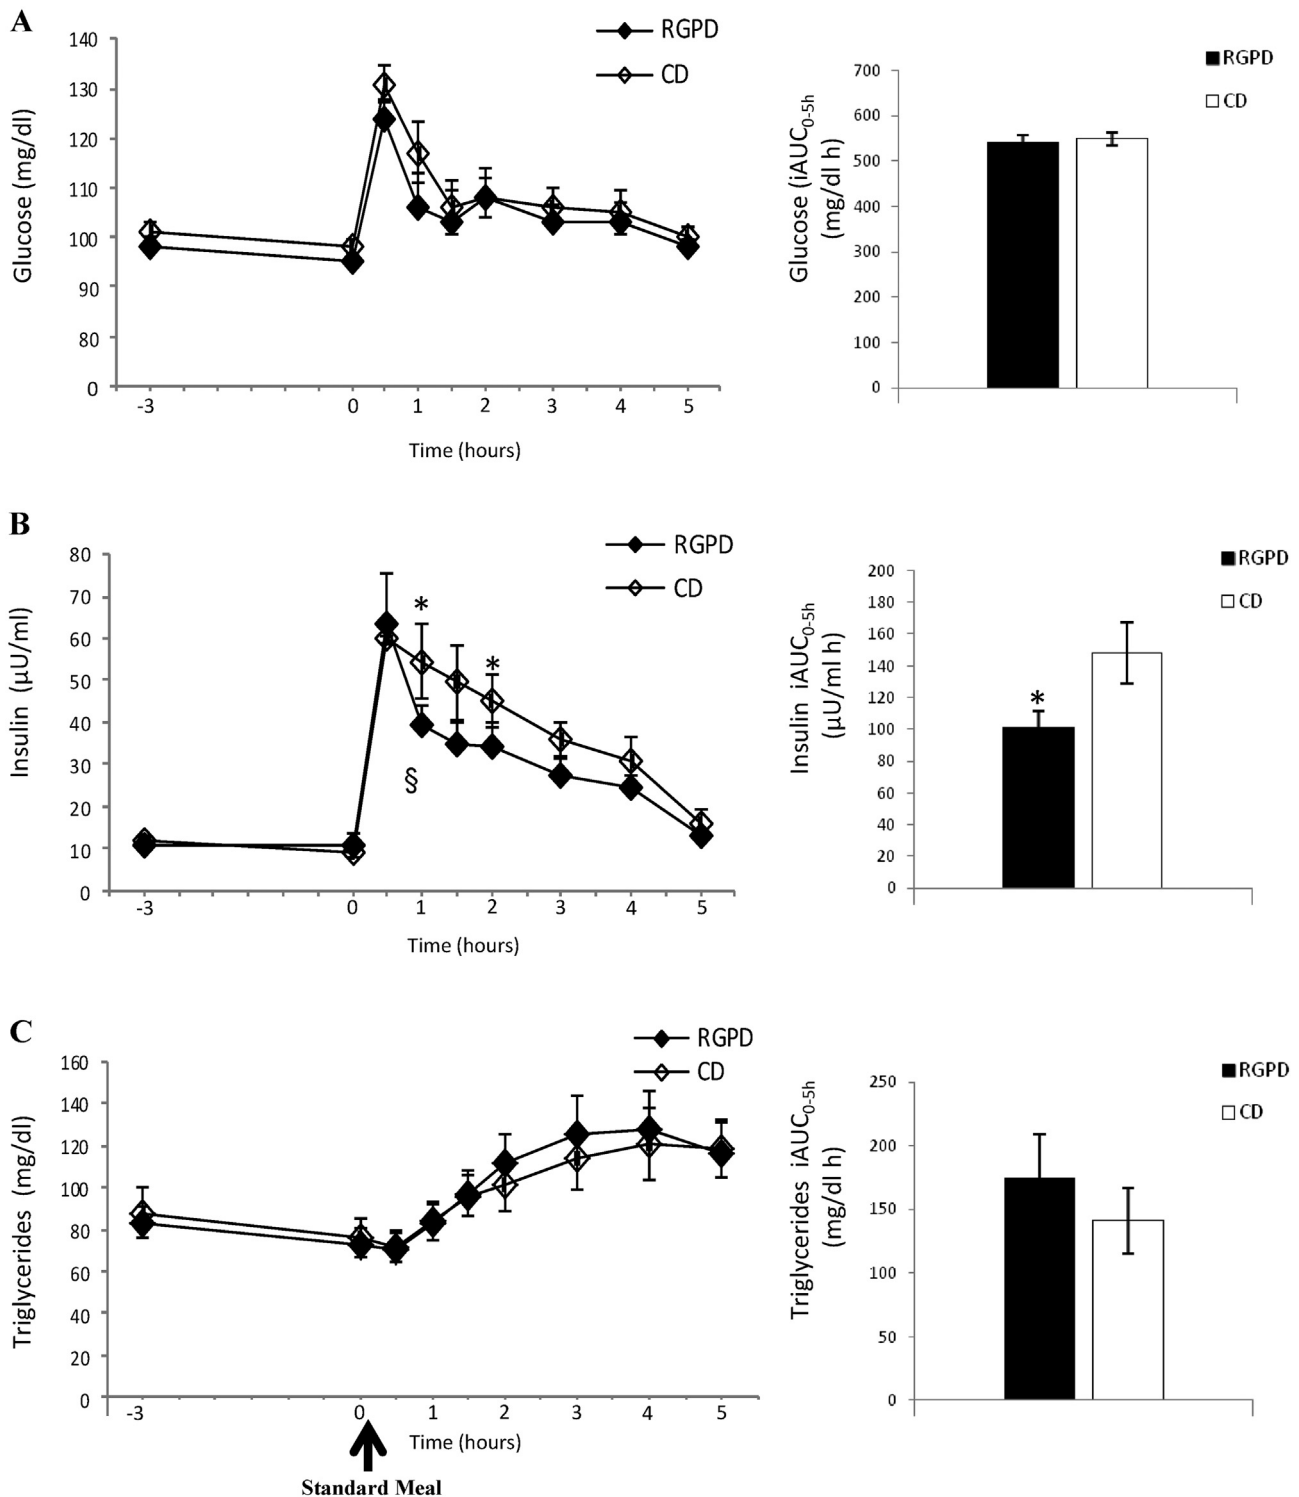 A
RGPD
CD
Glucose (mg/dl)
140
130
120
110
100
90
80
0
-3 0 1 2 3 4 5
Time (hours)
RGPD
CD
Glucose (iAUC0-5h
(mg/dl h)
700
600
500
400
300
200
100
0
B
RGPD
CD
Insulin (µU/ml)
80
70
60
50
40
30
20
10
0
*
*
§
-3 0 1 2 3 4 5
Time (hours)
RGPD
CD
Insulin iAUC0-5h
(µU/ml h)
200
180
160
140
120
100
80
60
40
20
0
*
C
RGPD
CD
Triglycerides (mg/dl)
160
140
120
100
80
60
40
20
0
-3 0 1 2 3 4 5
Time (hours)
Standard Meal
RGPD
CD
Triglycerides iAUC0-5h
(mg/dl h)
250
200
150
100
50
0